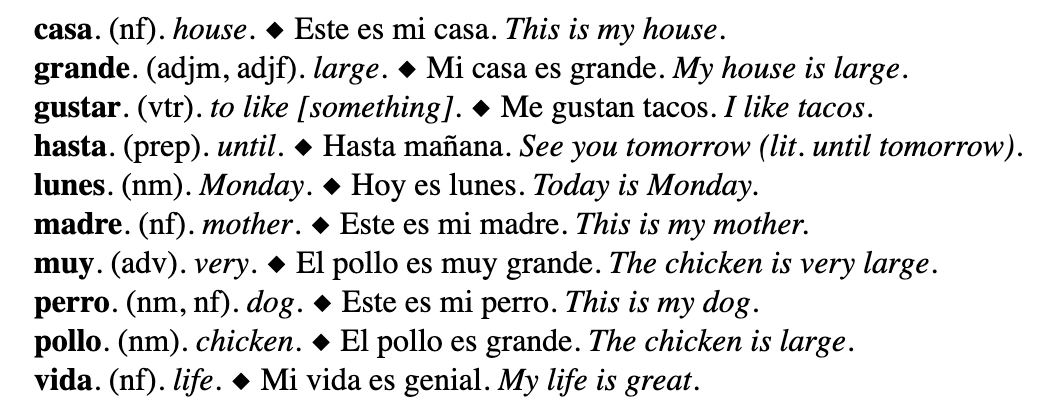 casa. (nf). house. ◆ Este es mi casa. This is my house.
grande. (adjm, adjf). large. ◆ Mi casa es grande. My house is large.
gustar. (vtr). to like [something]. ◆ Me gustan tacos. I like tacos.
hasta. (prep). until. ◆ Hasta mañana. See you tomorrow (lit. until tomorrow).
lunes. (nm). Monday. ◆ Hoy es lunes. Today is Monday.
madre. (nf). mother. ◆ Este es mi madre. This is my mother.
muy. (adv). very. ◆ El pollo es muy grande. The chicken is very large.
perro. (nm, nf). dog. ◆ Este es mi perro. This is my dog.
pollo. (nm). chicken. ◆ El pollo es grande. The chicken is large.
vida. (nf). life. ◆ Mi vida es genial. My life is great.